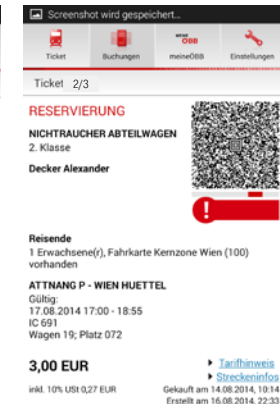 Screenshot wird gespeichert...
Ticket
Buchungen
meine ÖBB
meineÖBB
Einstellungen
Ticket 2/3
RESERVIERUNG
NICHTRAUCHER ABTEILWAGEN
2. Klasse
Decker Alexander
Reisende
1 Erwachsene(r), Fahrkarte Kernzone Wien (100)
vorhanden
ATTNANG P - WIEN HUETTEL
Gültig:
17.08.2014 17:00 - 18:55
IC 691
Wagen 19; Platz 072
3,00 EUR
Tarifhinweis
Streckeninfos
inkl. 10% USt 0,27 EUR
Gekauft am 14.08.2014, 10:14
Erstellt am 16.08.2014, 22:33